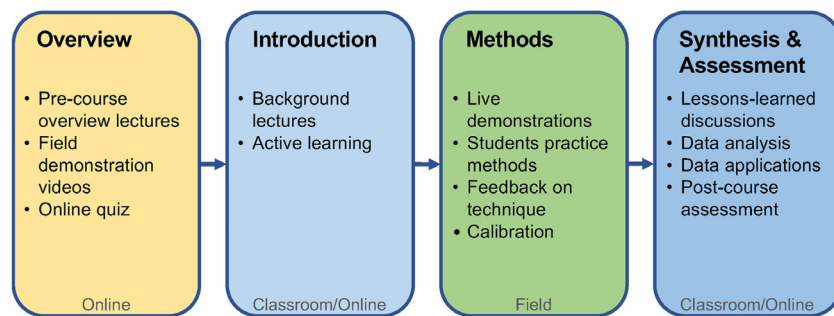 Overview
• Pre-course
overview lectures
• Field
demonstration
videos
• Online quiz
Online
Introduction
• Background
lectures
• Active learning
Classroom/Online
Methods
• Live
demonstrations
• Students practice
methods
• Feedback on
technique
• Calibration
Field
Synthesis &
Assessment
• Lessons-learned
discussions
• Data analysis
• Data applications
• Post-course
assessment
Classroom/Online